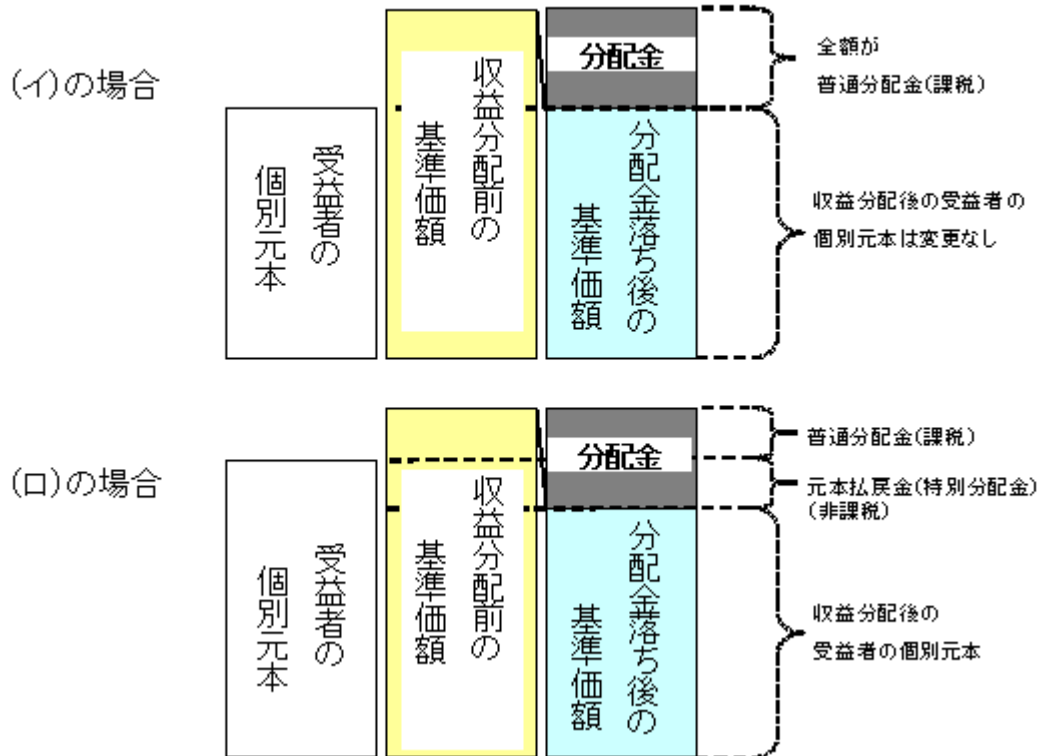 (イ)の場合
受益者の
個別元本
収益分配前の
基準価額
分配金
分配金落ち後の
基準価額
全額が
普通分配金(課税)
収益分配後の受益者の
個別元本は変更なし
(ロ)の場合
受益者の
個別元本
収益分配前の
基準価額
分配金
分配金落ち後の
基準価額
普通分配金(課税)
元本払戻金(特別分配金)
(非課税)
収益分配後の
受益者の個別元本